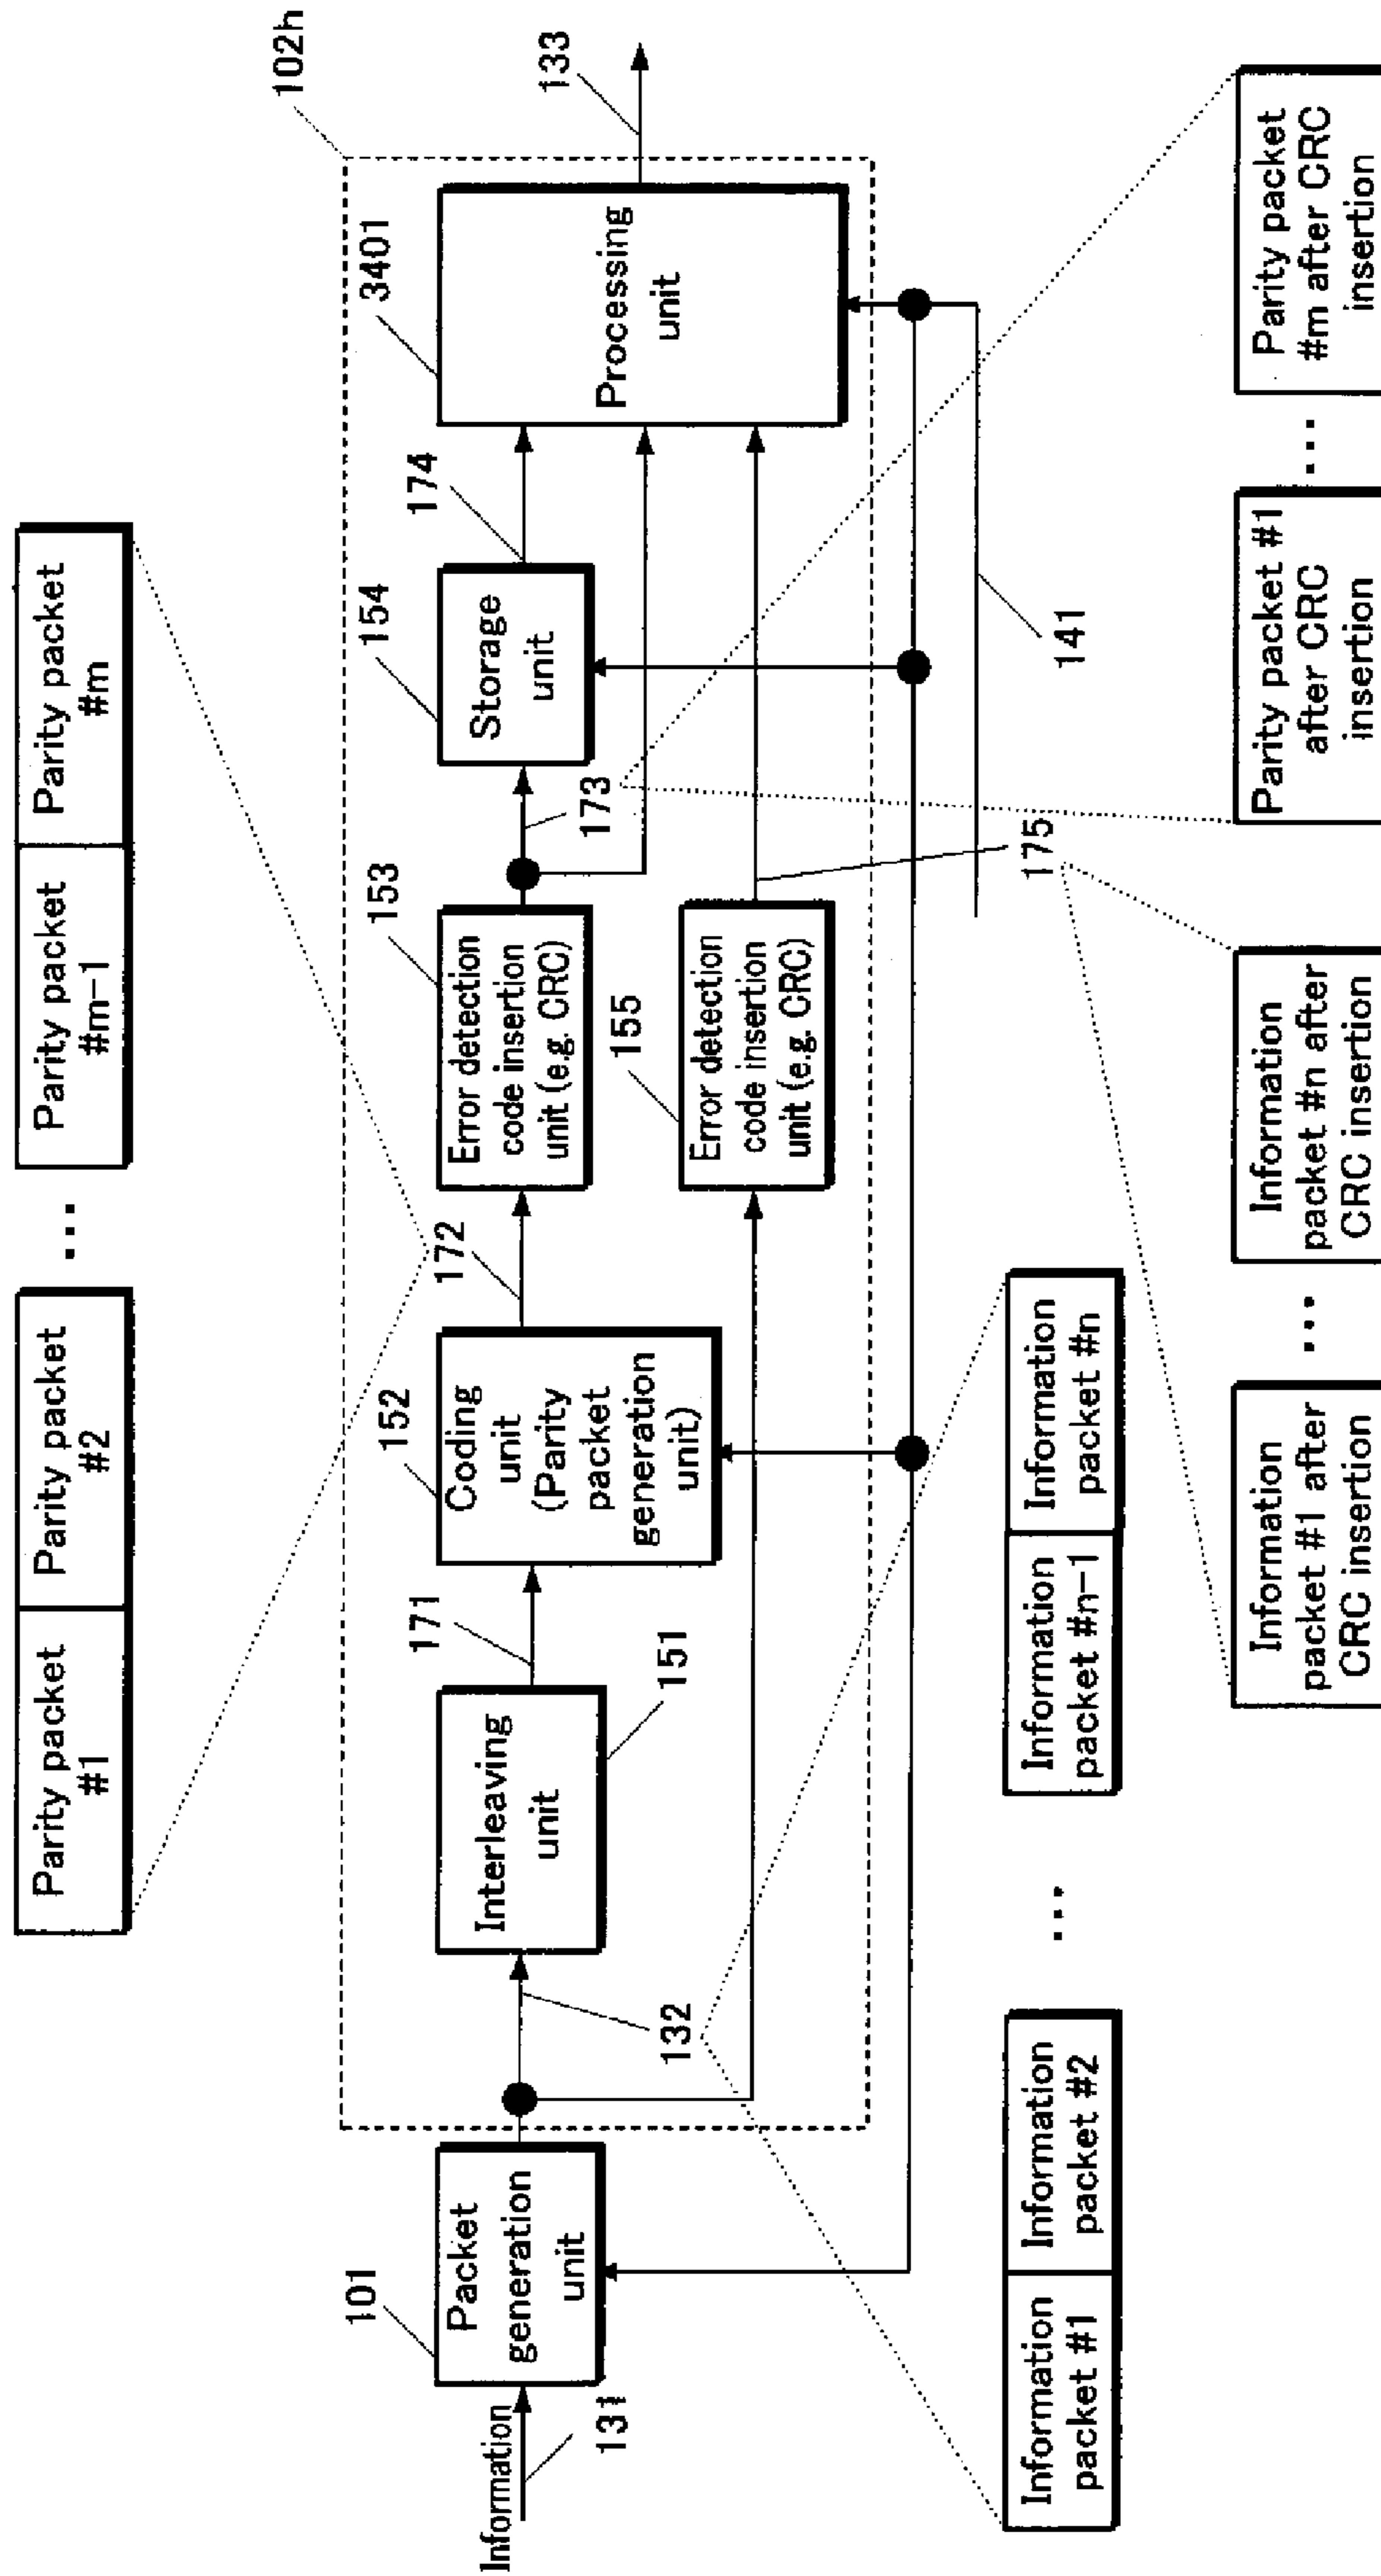 Parity packet
#1
Parity packet
#2
...
Parity packet
#m-1
Parity packet
#m
102h
Information
131
101
Packet
generation
unit
132
Interleaving
unit
151
171
152
Coding
unit
(Parity
packet
generation
unit)
172
153
Error detection
code insertion
unit (e.g. CRC)
155
Error detection
code insertion
unit (e.g. CRC)
173
154
Storage
unit
174
3401
Processing
unit
133
175
141
Information
packet #1
Information
packet #2
...
Information
packet #n-1
Information
packet #n
Information
packet #1 after
CRC insertion
...
Information
packet #n after
CRC insertion
Parity packet #1
after CRC
insertion
...
Parity packet
#m after CRC
insertion